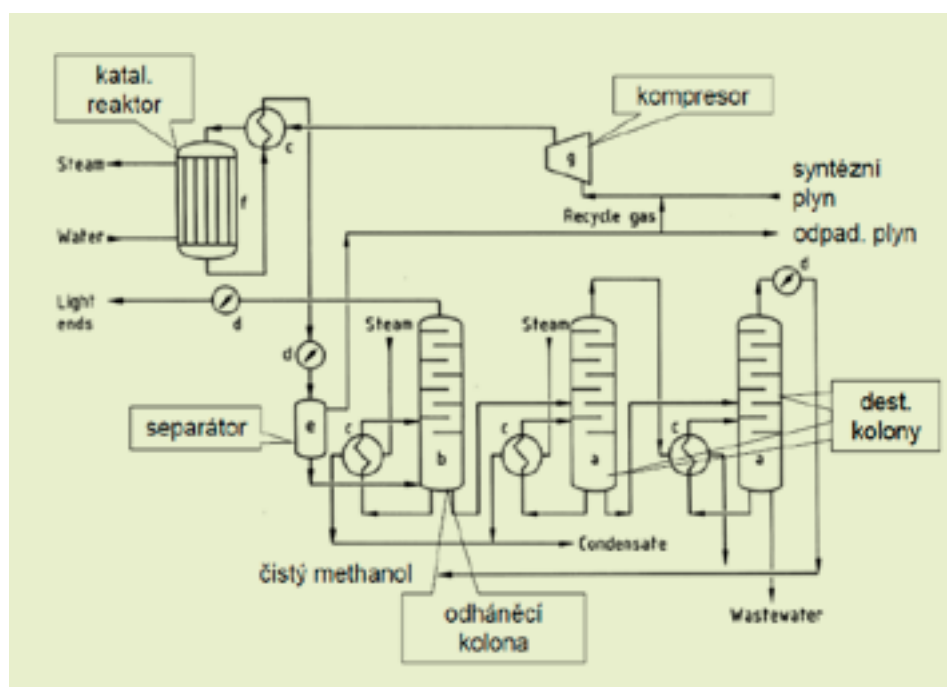 katal.
reaktor
kompresor
c
Steam
g
syntézní
plyn
f
Recycle gas
Water
odpad. plyn
d
Light
ends
d
Steam
Steam
d
dest.
kolony
separátor
e
c
c
c
b
a
a
Condensate
čistý methanol
odháněcí
kolona
Wastewater